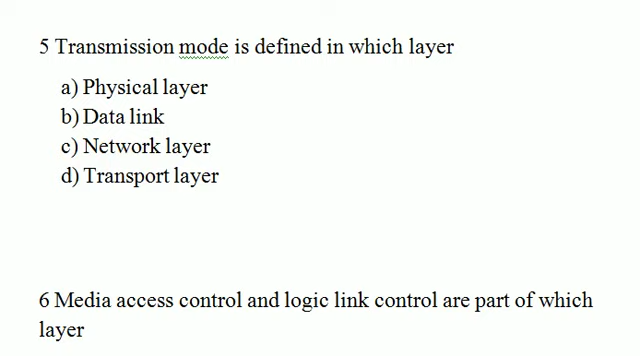 5 Transmission mode is defined in which layer
a) Physical layer
b) Data link
c) Network layer
d) Transport layer
6 Media access control and logic link control are part of which
layer